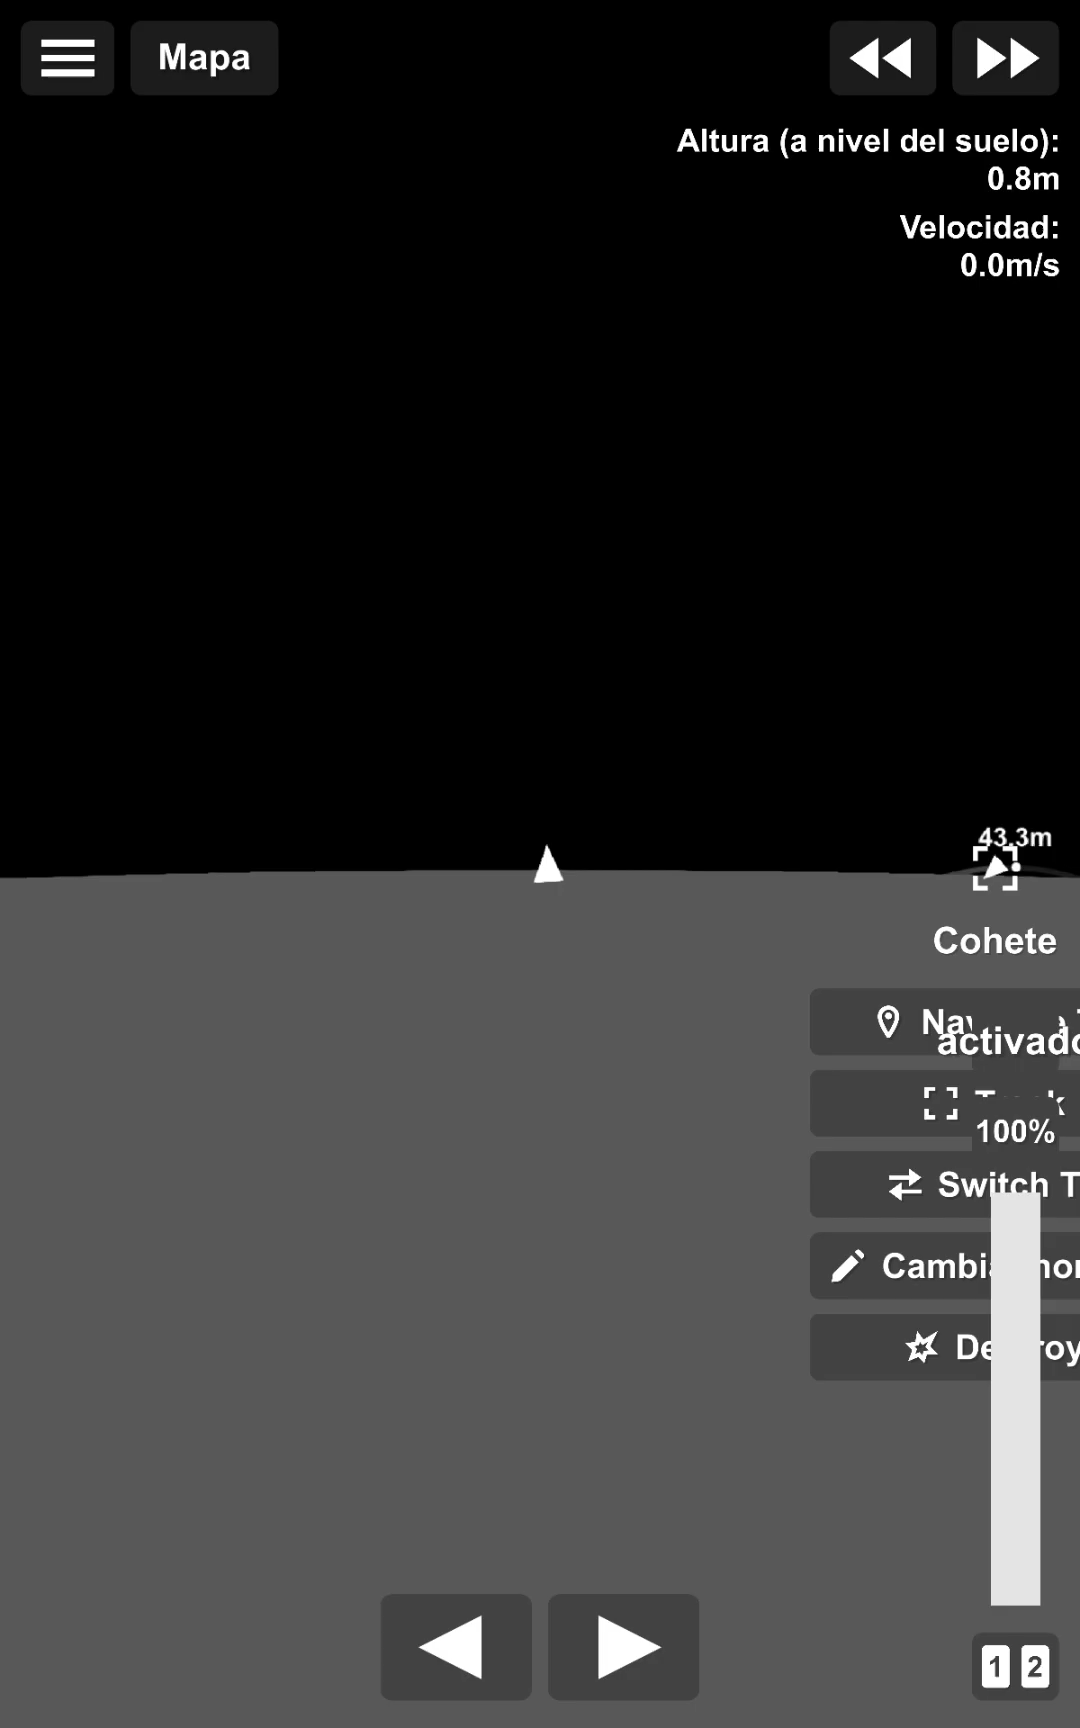 Mapa
Altura (a nivel del suelo):
0.8m
Velocidad:
0.0m/s
43.3m
Cohete
activado
100%
Switch T
1 2